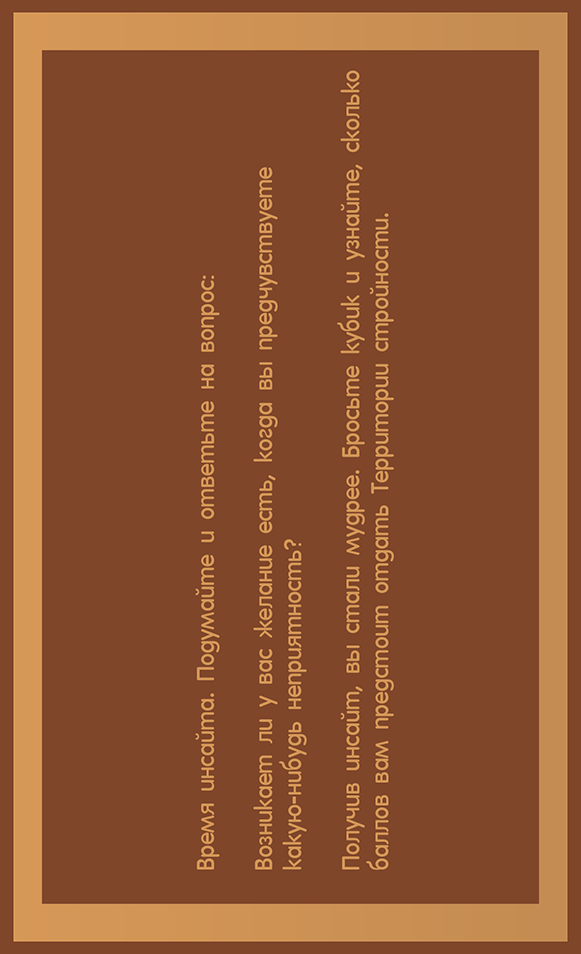 Время инсайта. Подумайте и ответьте на вопрос:
Возникает ли у вас желание есть, когда вы предчувствуете
какую-нибудь неприятность?
Получив инсайт, вы стали мудрее. Бросьте кубик и узнайте, сколько
баллов вам предстоит отдать Территории стройности.